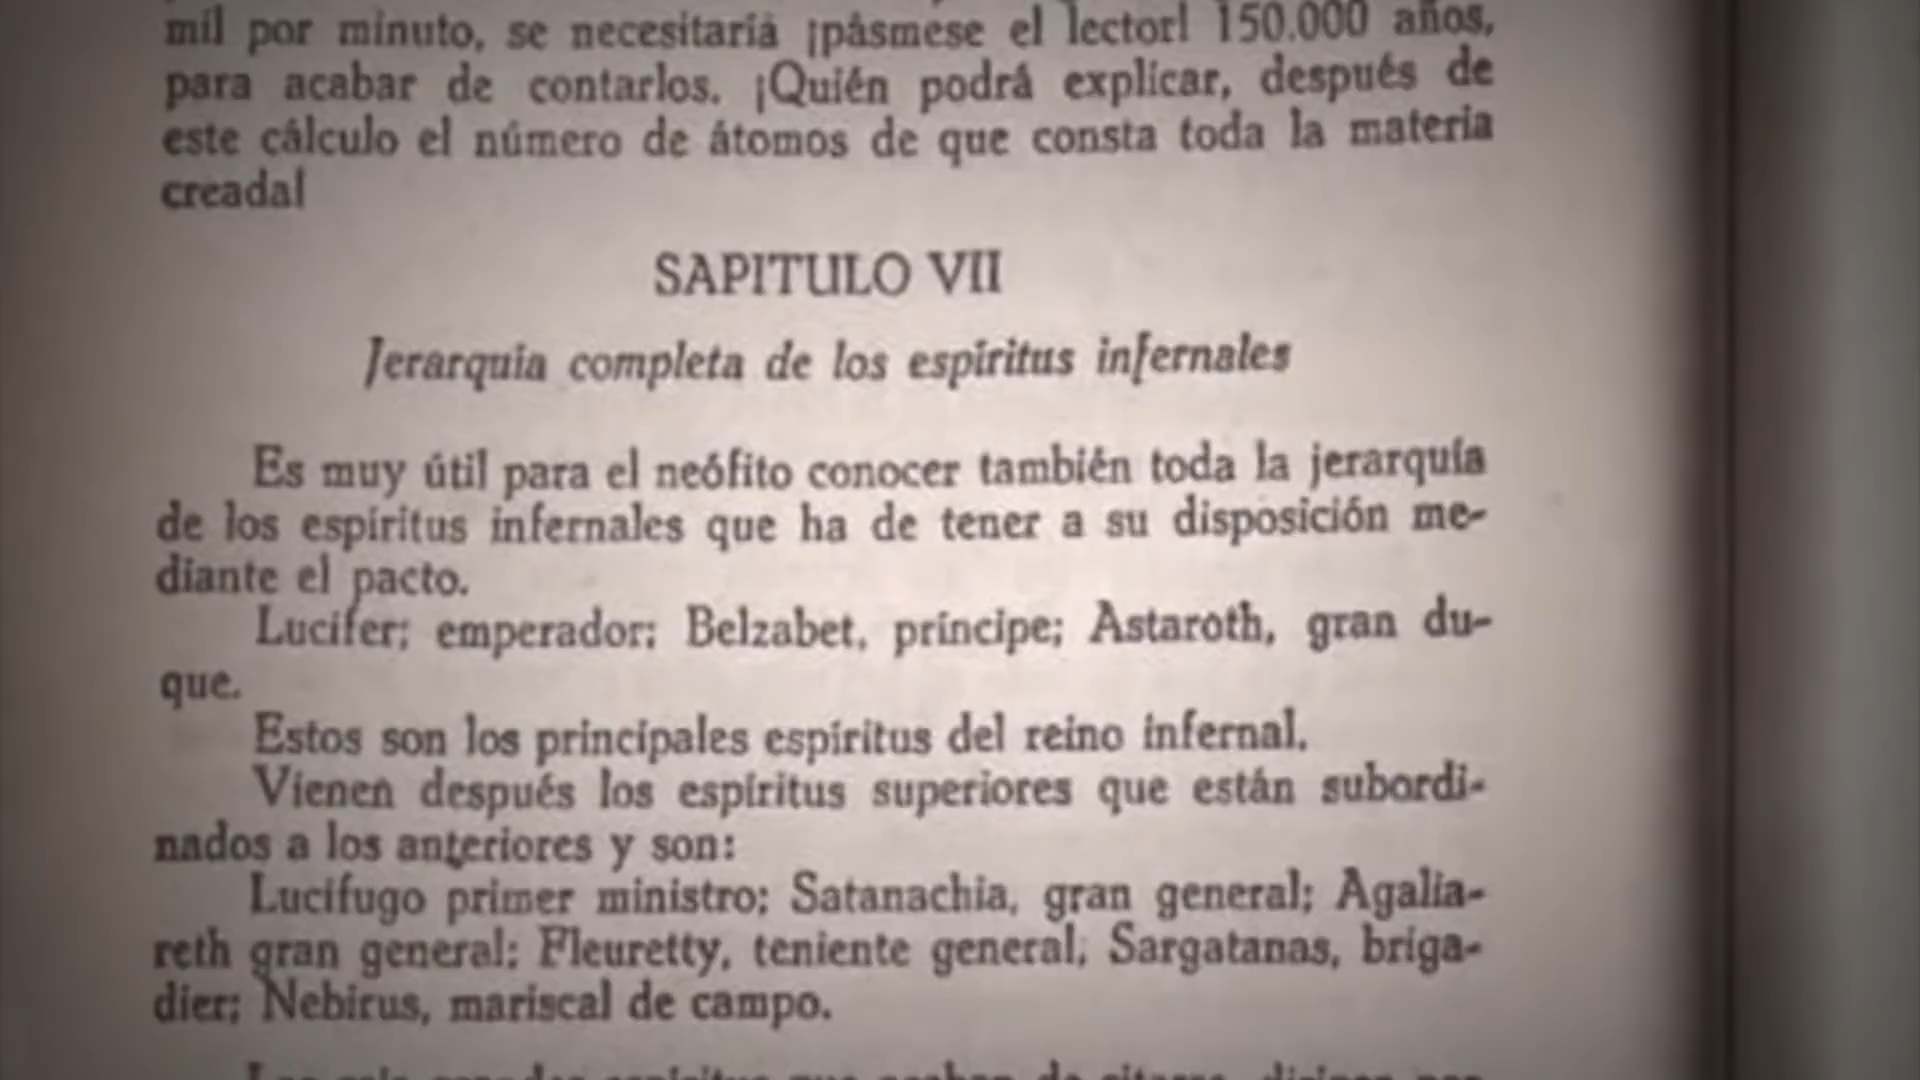 mil por minuto, se necesitaria ¡pásmese el lector! 150.000 años,
para acabar de contarlos. ¡Quién podrá explicar, después de
este cálculo el número de átomos de que consta toda la materia
creada!
SAPITULO VII
Jerarquia completa de los espíritus infernales
Es muy útil para el neófito conocer también toda la jerarquía
de los espíritus infernales que ha de tener a su disposición me-
diante el pacto.
Lucifer; emperador; Belzabet, príncipe; Astaroth, gran du-
que.
Estos son los principales espíritus del reino infernal.
Vienen después los espíritus superiores que están subordi-
nados a los anteriores y son:
Lucífugo primer ministro; Satanachia, gran general; Agalia-
reth gran general; Fleuretty, teniente general, Sargatanas, briga-
dier; Nebirus, mariscal de campo.